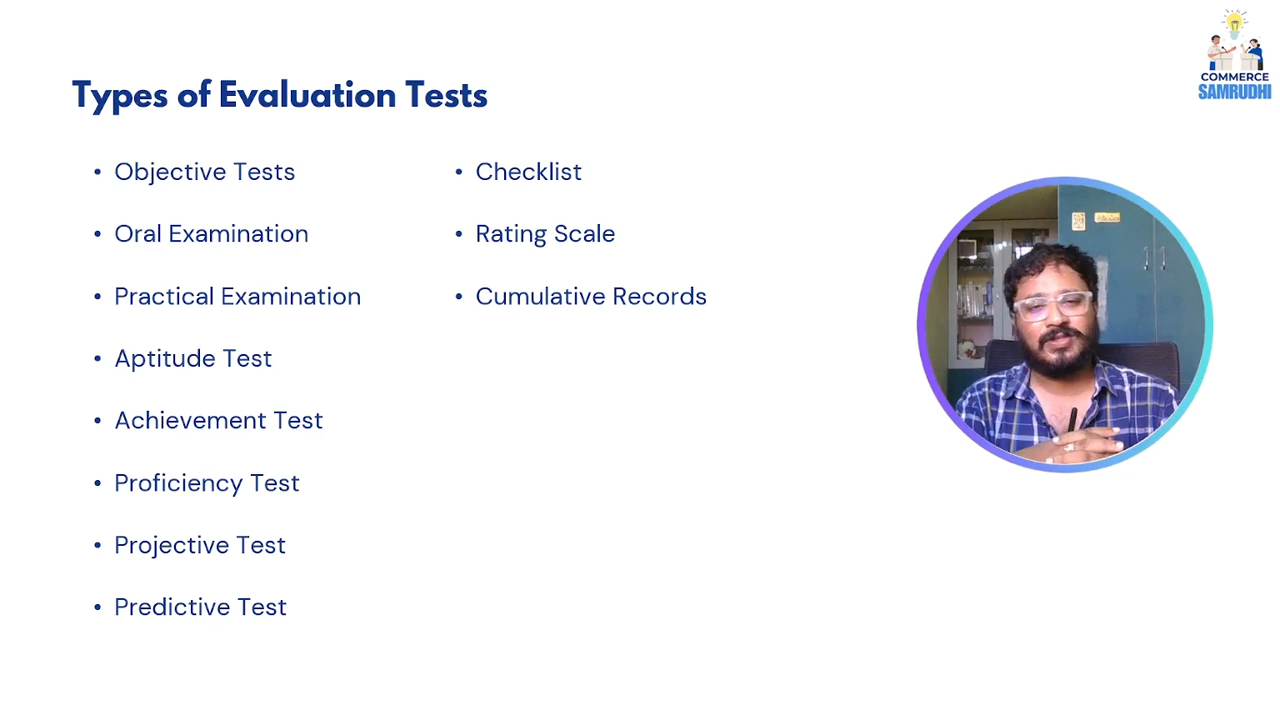 COMMERCE
SAMRUDHI
Types of Evaluation Tests
• Objective Tests
• Oral Examination
• Practical Examination
• Aptitude Test
• Achievement Test
• Proficiency Test
• Projective Test
• Predictive Test
• Checklist
• Rating Scale
• Cumulative Records